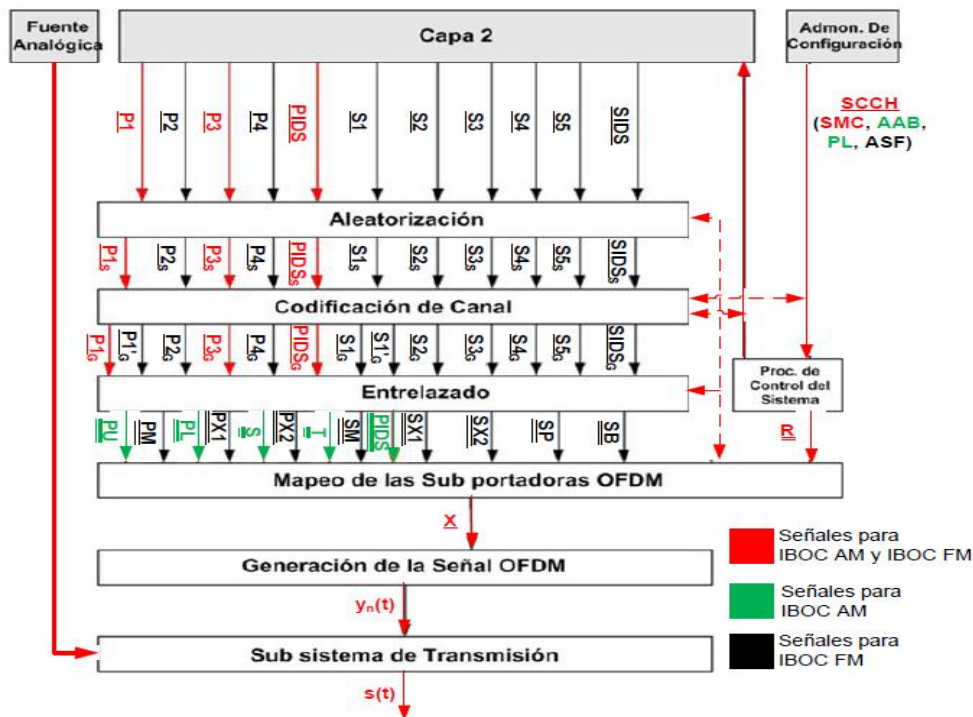 Fuente
Analógica
Capa 2
Admon. De
Configuración
SCCH
(SMC, AAB,
PL, ASF)
P1 P2 P3 P4 PIDS S1 S2 S3 S4 S5 SIDS
Aleatorización
P1S P2S P3S P4S PIDSS S1S S2S S3S S4S S5S SIDSS
Codificación de Canal
P1G P1'G P2G P3G P4G PIDSG S1G S1'G S2G S3G S4G S5G SIDSG
Entrelazado
Proc. de
Control del
Sistema
PU PM PL PX1 S PX2 T SM PIDS SX1 SX2 SP SB
R
Mapeo de las Sub portadoras OFDM
X
Generación de la Señal OFDM
yn(t)
Sub sistema de Transmisión
s(t)
Señales para
IBOC AM y IBOC FM
Señales para
IBOC AM
Señales para
IBOC FM